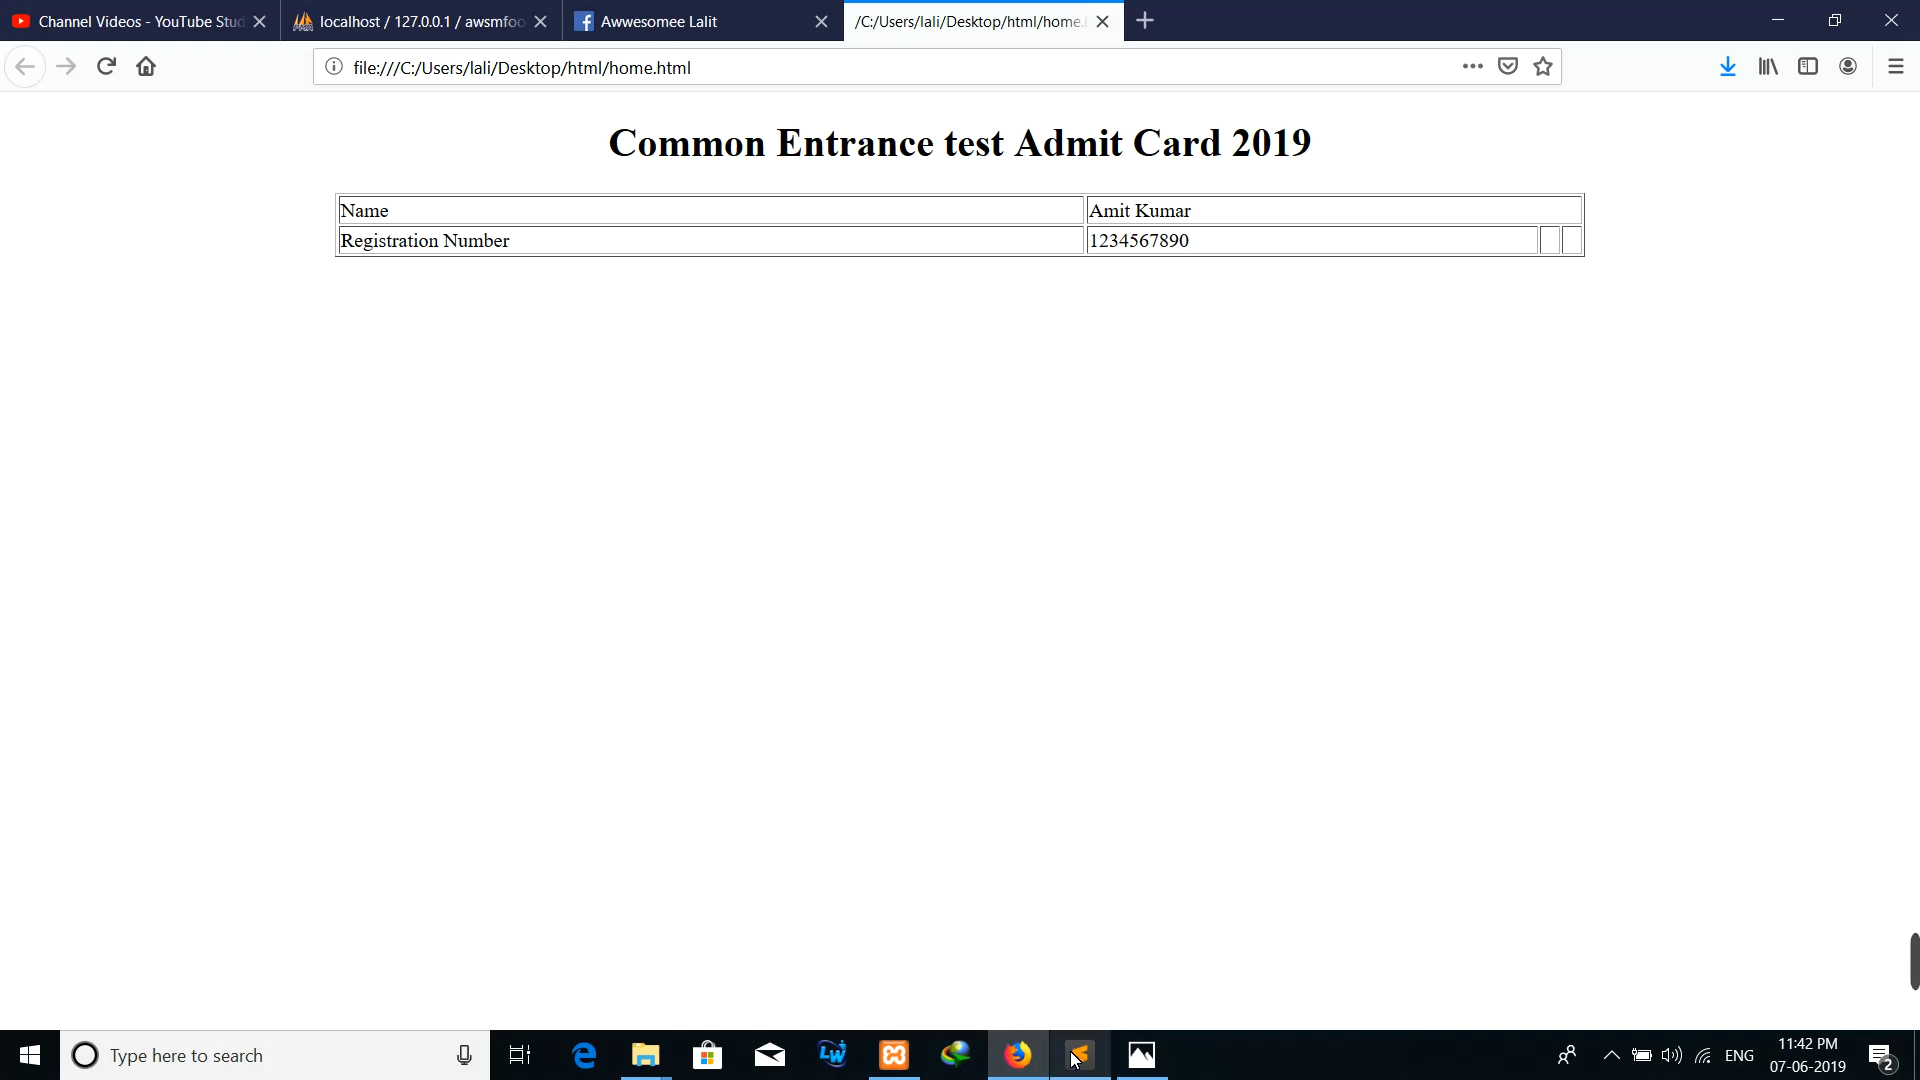 Channel Videos - YouTube Stud
localhost / 127.0.0.1 / awsmfoo
Awwesomee Lalit
/C:/Users/lali/Desktop/html/home.
file:///C:/Users/lali/Desktop/html/home.html
Common Entrance test Admit Card 2019
Name Amit Kumar
Registration Number 1234567890
Type here to search
ENG
11:42 PM
07-06-2019
2